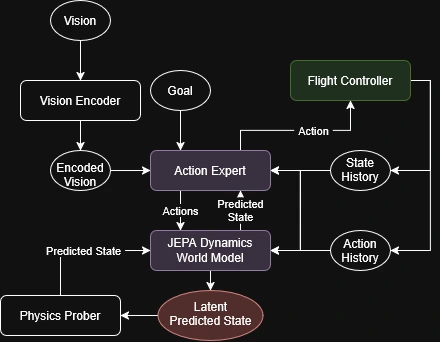 Vision
Vision Encoder
Goal
Flight Controller
Action
Encoded
Vision
Action Expert
State
History
Actions
Predicted
State
Predicted State
JEPA Dynamics
World Model
Action
History
Physics Prober
Latent
Predicted State